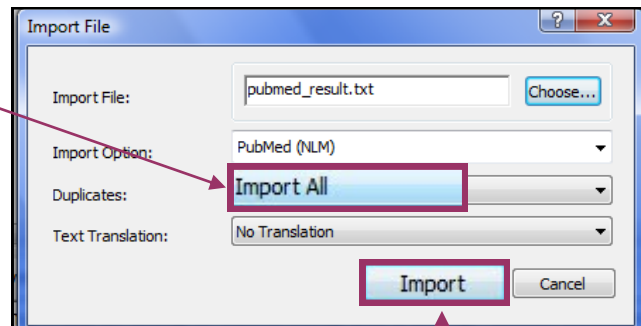 Import File
Import File: pubmed_result.txt Choose...
Import Option: PubMed (NLM)
Duplicates: Import All
Text Translation: No Translation
Import Cancel